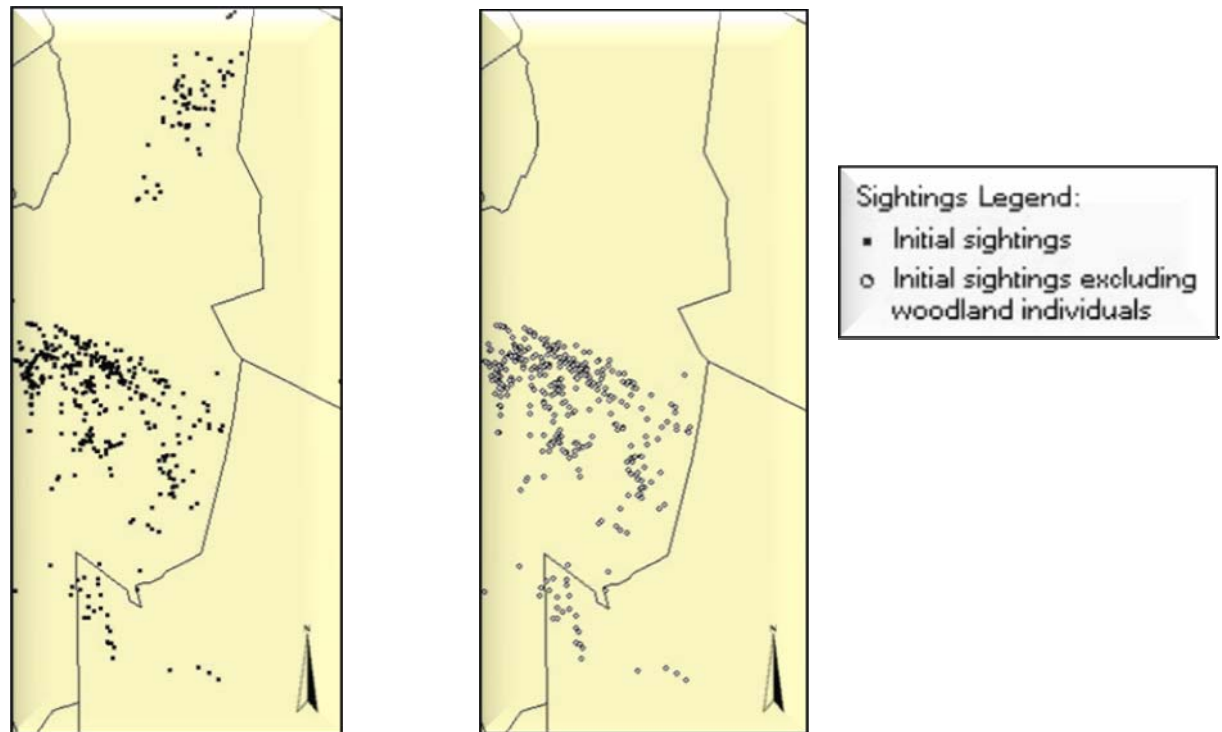 Sightings Legend:
Initial sightings
Initial sightings excluding
woodland individuals
N
N